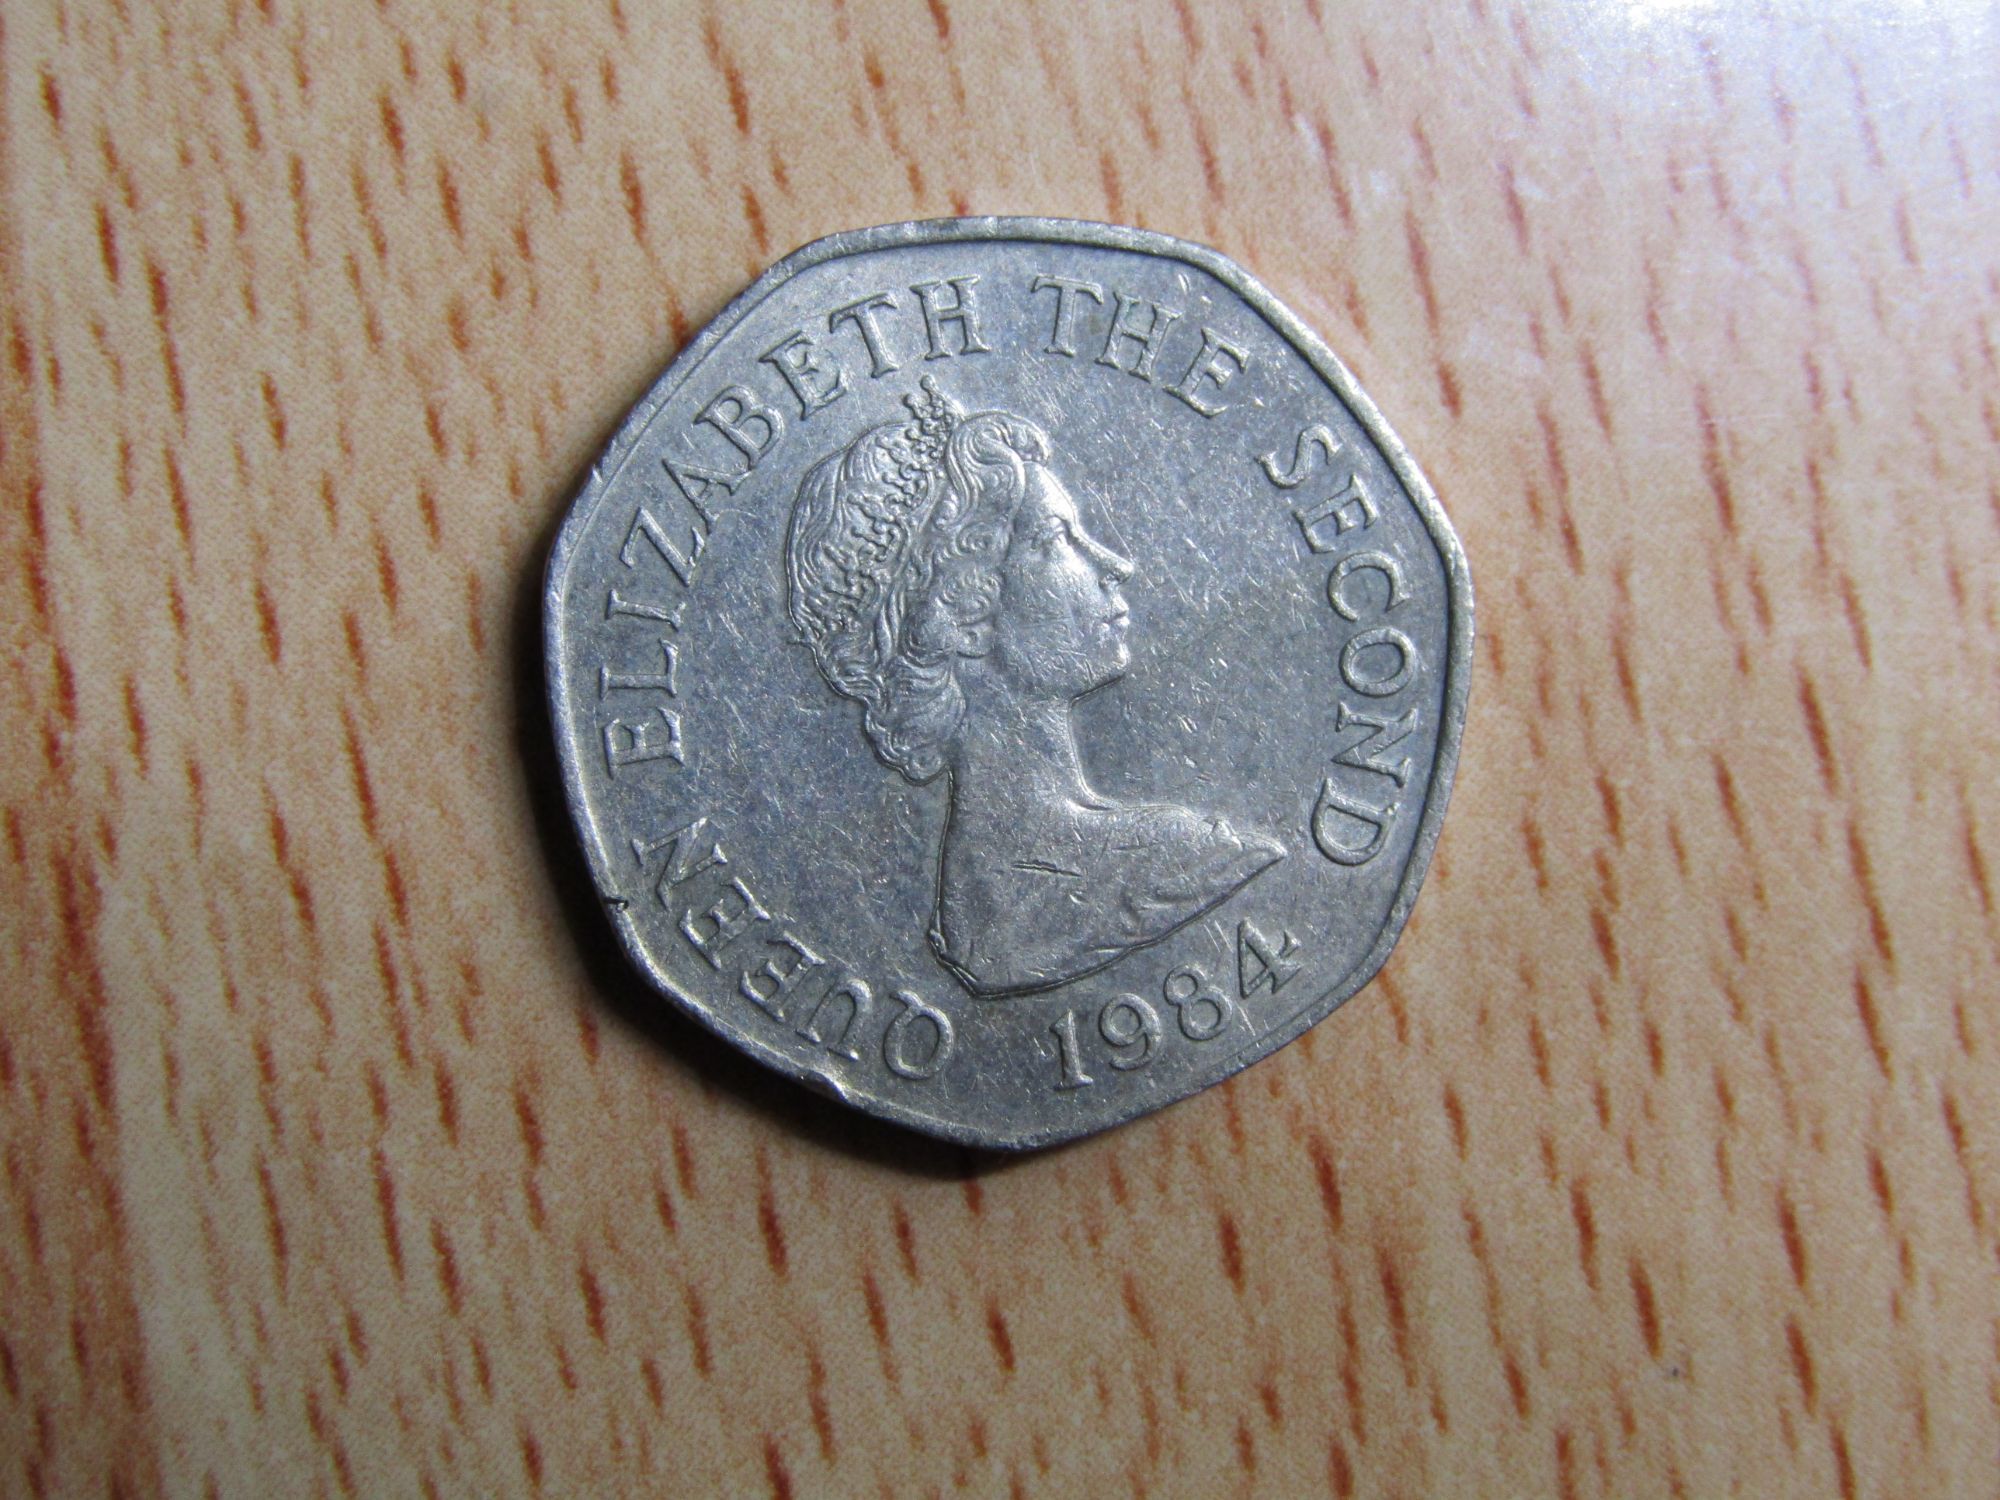 QUEEN ELIZABETH THE SECOND
1984